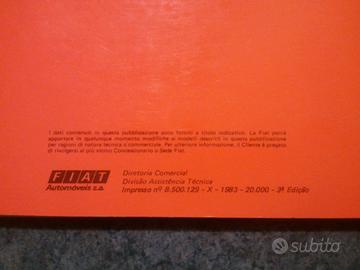 I dati contenuti in questa pubblicazione sono forniti a titolo indicativo. La Fiat potrà
apportare in qualunque momento modifiche ai modelli descritti in questa pubblicazione
per ragioni di natura tecnica o commerciale. Per ulteriore informazione, il Cliente è pregato
di rivolgersi al più vicino Concessionario o Sede Fiat.
FIAT
Automóveis s.a.
Diretoria Comercial
Divisão Assistência Técnica
Impresso nº 8.500.129 - X - 1983 - 20.000 - 3ª Edição
subito